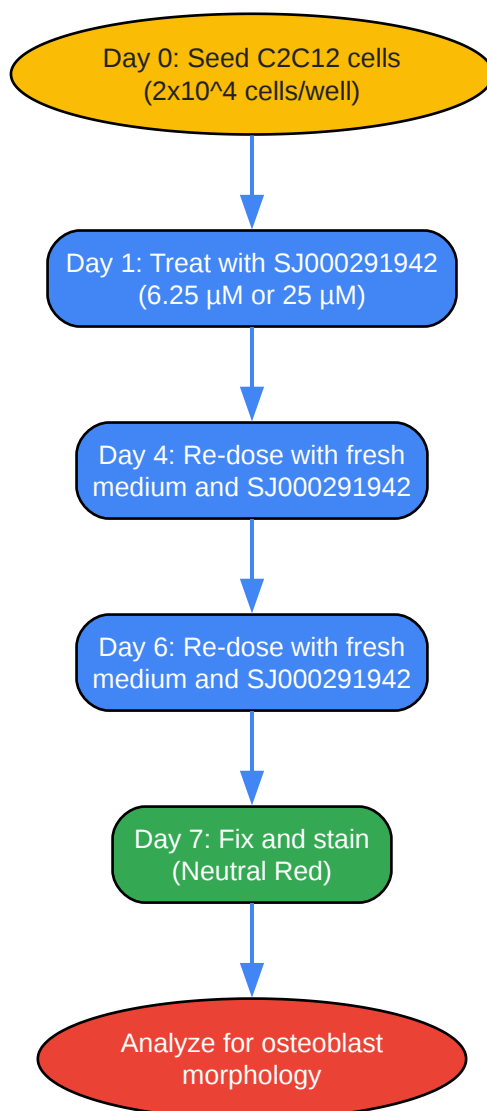 Day 0: Seed C2C12 cells
(2x10^4 cells/well)
Day 1: Treat with SJ000291942
(6.25 µM or 25 µM)
Day 4: Re-dose with fresh
medium and SJ000291942
Day 6: Re-dose with fresh
medium and SJ000291942
Day 7: Fix and stain
(Neutral Red)
Analyze for osteoblast
morphology